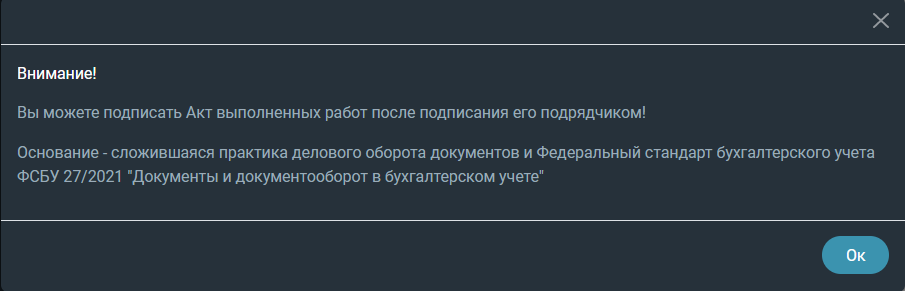 Внимание!
Вы можете подписать Акт выполненных работ после подписания его подрядчиком!
Основание - сложившаяся практика делового оборота документов и Федеральный стандарт бухгалтерского учета
ФСБУ 27/2021 "Документы и документооборот в бухгалтерском учете"
Ок